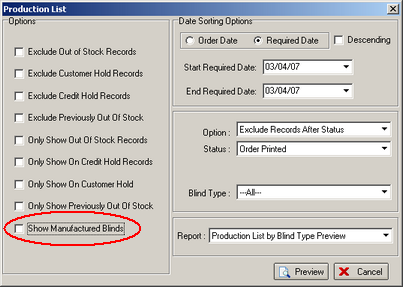 Production List
Options
Exclude Out of Stock Records
Exclude Customer Hold Records
Exclude Credit Hold Records
Exclude Previously Out Of Stock
Only Show Out Of Stock Records
Only Show On Credit Hold Records
Only Show On Customer Hold
Only Show Previously Out Of Stock
Show Manufactured Blinds
Date Sorting Options
Order Date Required Date Descending
Start Required Date: 03/04/07
End Required Date: 03/04/07
Option : Exclude Records After Status
Status : Order Printed
Blind Type : ---All---
Report : Production List by Blind Type Preview
Preview Cancel